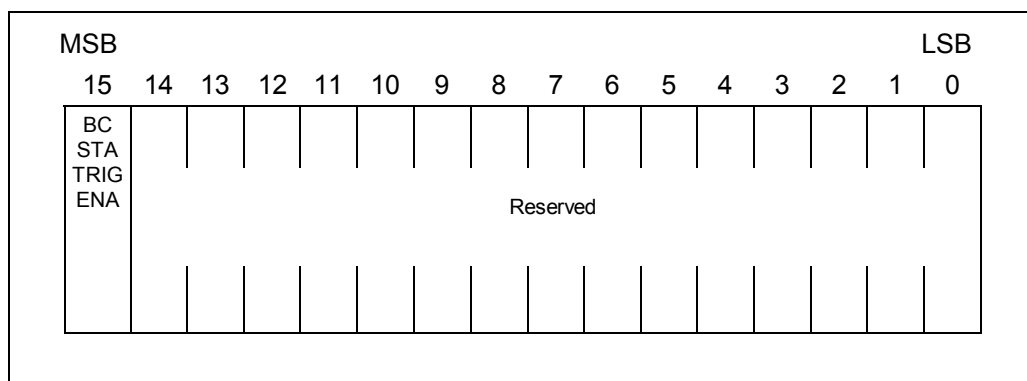 MSB LSB
15 14 13 12 11 10 9 8 7 6 5 4 3 2 1 0
BC
STA
TRIG
ENA
Reserved